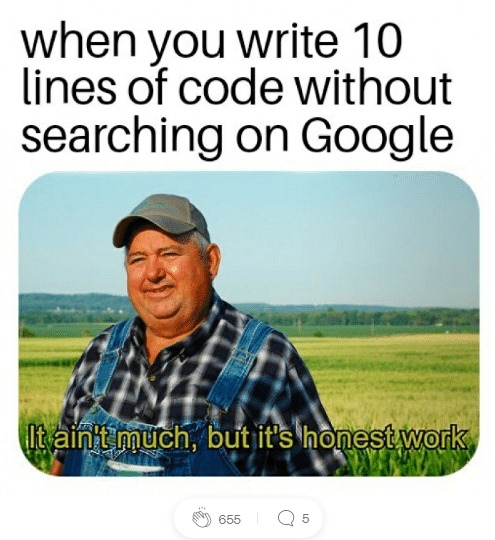 when you write 10
lines of code without
searching on Google
It ain't much, but it's honest work
655
5